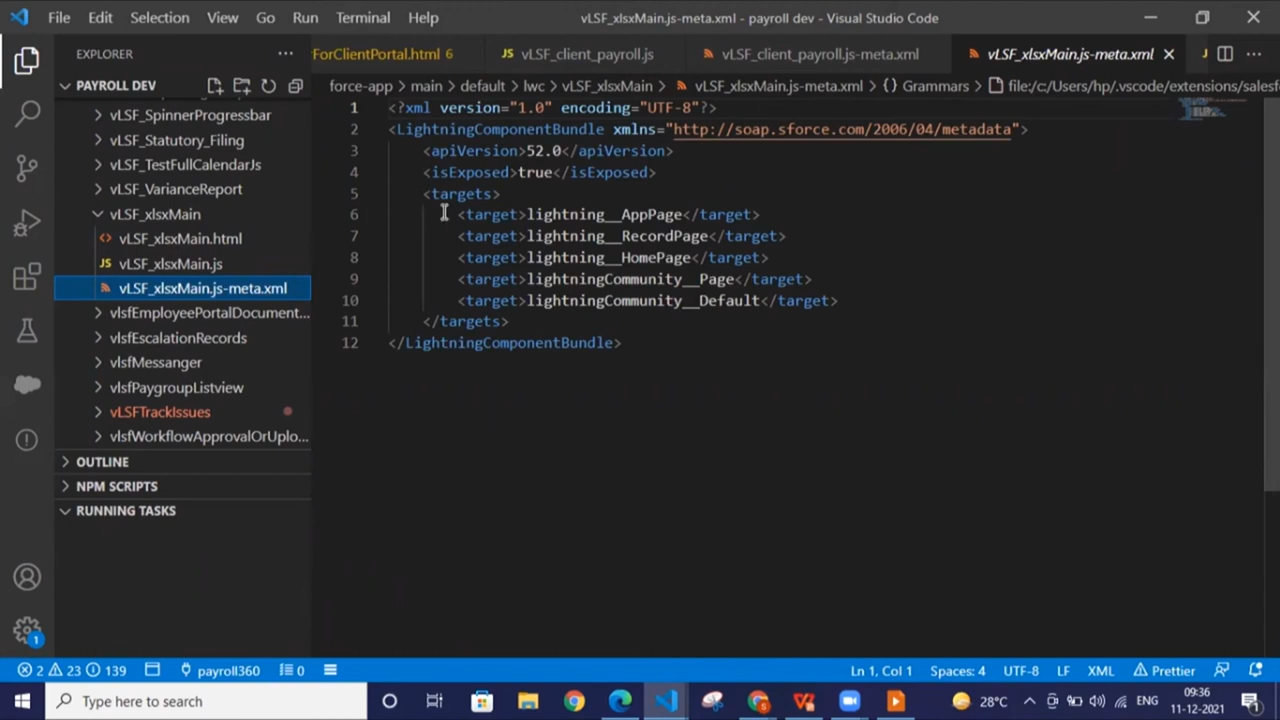 File Edit Selection View Go Run Terminal Help
vLSF_xlsxMain.js-meta.xml - payroll dev - Visual Studio Code
EXPLORER
ForClientPortal.html 6
vLSF_client_payroll.js
vLSF_client_payroll.js-meta.xml
vLSF_xlsxMain.js-meta.xml
PAYROLL DEV
force-app > main > default > lwc > vLSF_xlsxMain > vLSF_xlsxMain.js-meta.xml > {} Grammars > file:/c:/Users/hp/.vscode/extensions/salesf
vLSF_SpinnerProgressbar
vLSF_Statutory_Filing
vLSF_TestFullCalendarJs
vLSF_VarianceReport
vLSF_xlsxMain
vLSF_xlsxMain.html
JS vLSF_xlsxMain.js
vLSF_xlsxMain.js-meta.xml
vlsfEmployeePortalDocument...
vlsfEscalationRecords
vlsfMessanger
vlsfPaygroupListview
vLSFTrackIssues
vlsfWorkflowApprovalOrUplo...
OUTLINE
NPM SCRIPTS
RUNNING TASKS
1 <?xml version="1.0" encoding="UTF-8"?>
2 <LightningComponentBundle xmlns="http://soap.sforce.com/2006/04/metadata">
3 <apiVersion>52.0</apiVersion>
4 <isExposed>true</isExposed>
5 <targets>
6 <target>lightning__AppPage</target>
7 <target>lightning__RecordPage</target>
8 <target>lightning__HomePage</target>
9 <target>lightningCommunity__Page</target>
10 <target>lightningCommunity__Default</target>
11 </targets>
12 </LightningComponentBundle>
1
2 23 139 payroll360 0 Ln 1, Col 1 Spaces: 4 UTF-8 LF XML Prettier
Type here to search
28°C
ENG
09:36
11-12-2021
1